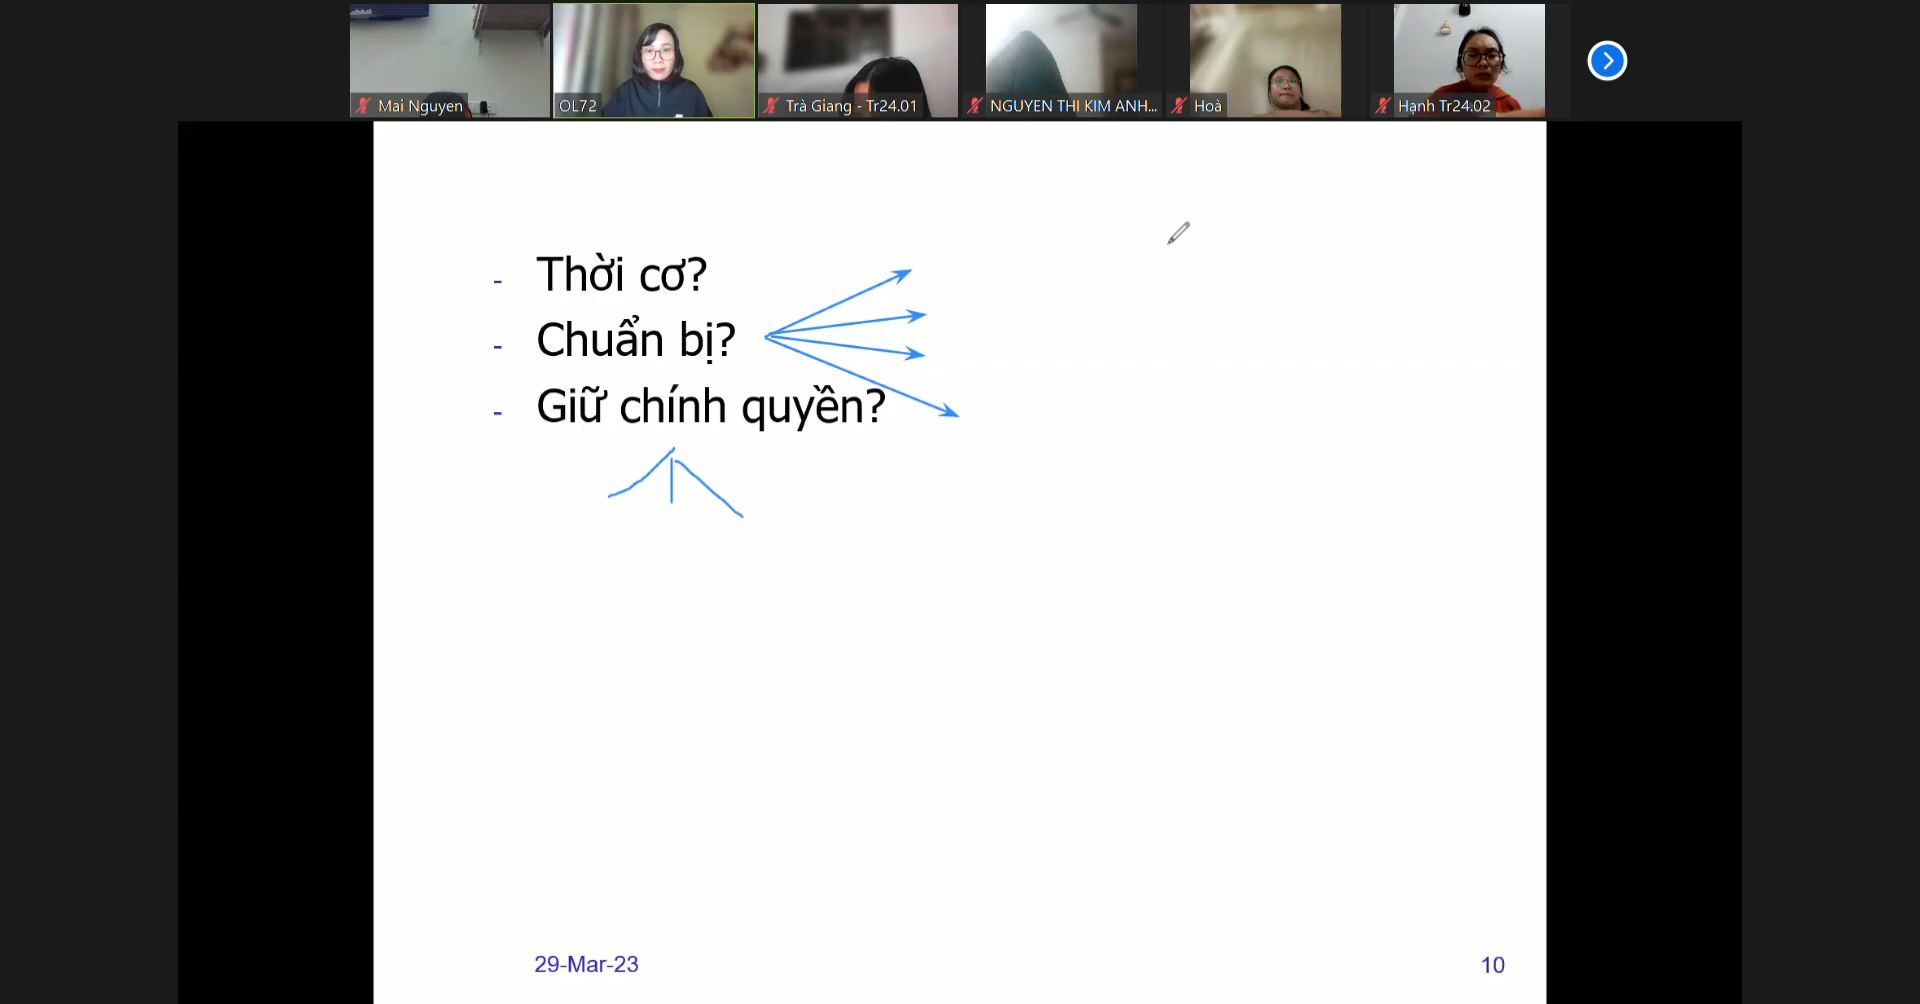 Mai Nguyen
OL72
Trà Giang - Tr24.01
NGUYEN THI KIM ANH...
Hoà
Hạnh Tr24.02
- Thời cơ?
- Chuẩn bị?
- Giữ chính quyền?
29-Mar-23
10